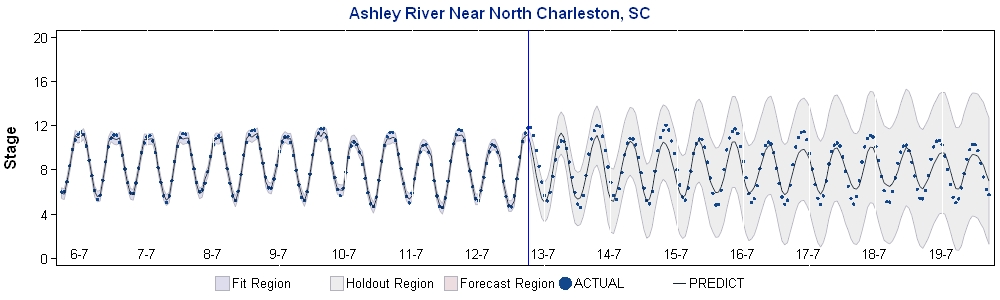 Ashley River Near North Charleston, SC
Stage
20
16
12
8
4
0
6-7 7-7 8-7 9-7 10-7 11-7 12-7 13-7 14-7 15-7 16-7 17-7 18-7 19-7
Fit Region Holdout Region Forecast Region ACTUAL PREDICT